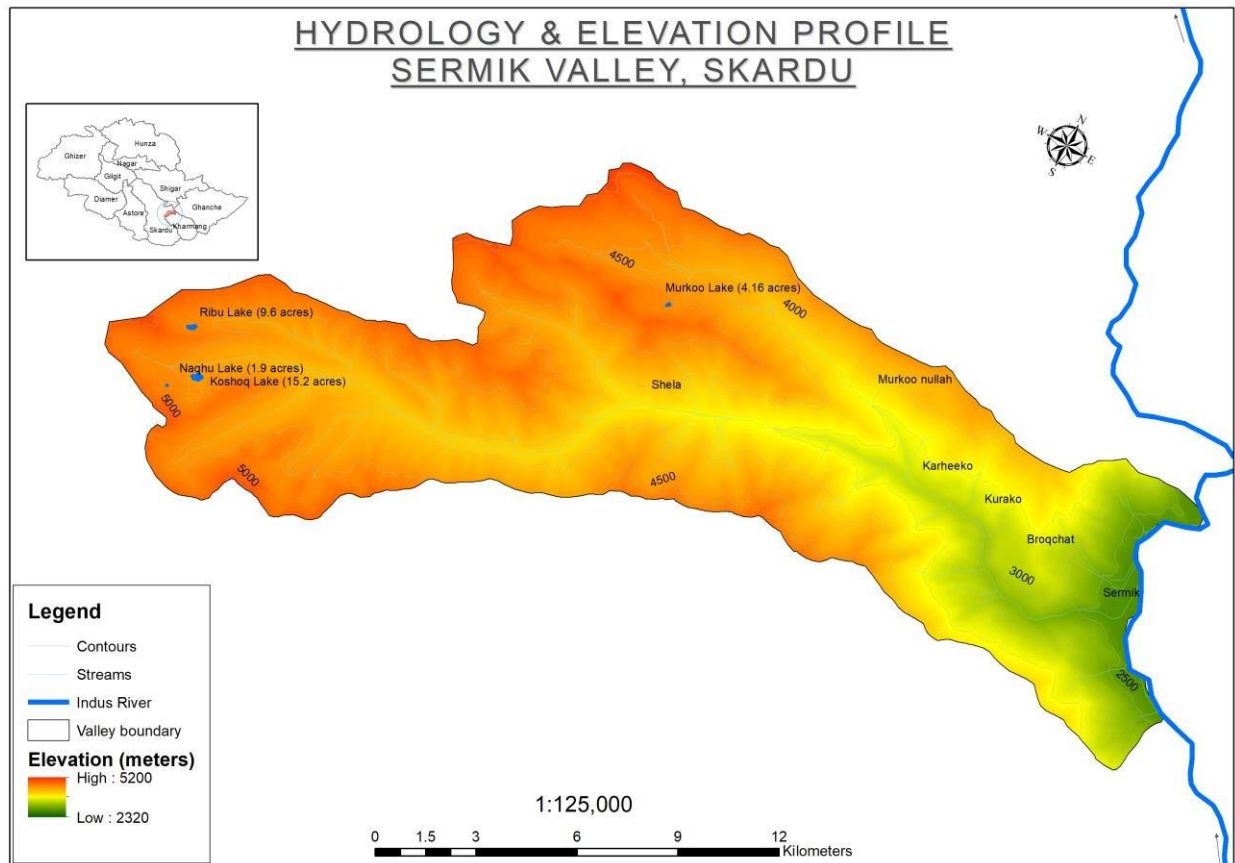 HYDROLOGY & ELEVATION PROFILE
SERMIK VALLEY, SKARDU
Ghizer
Hunza
Nagar
Gilgit
Shigar
Diamer
Astore
Ghanche
Skardu
Kharmang
N
W
E
S
4500
Murkoo Lake (4.16 acres)
4000
Ribu Lake (9.6 acres)
Naghu Lake (1.9 acres)
Koshoq Lake (15.2 acres)
5000
Shela
Murkoo nullah
5000
4500
Karheeko
Kurako
Broqchat
3000
Sermik
2500
Legend
Contours
Streams
Indus River
Valley boundary
Elevation (meters)
High : 5200
Low : 2320
1:125,000
0 1.5 3 6 9 12
Kilometers